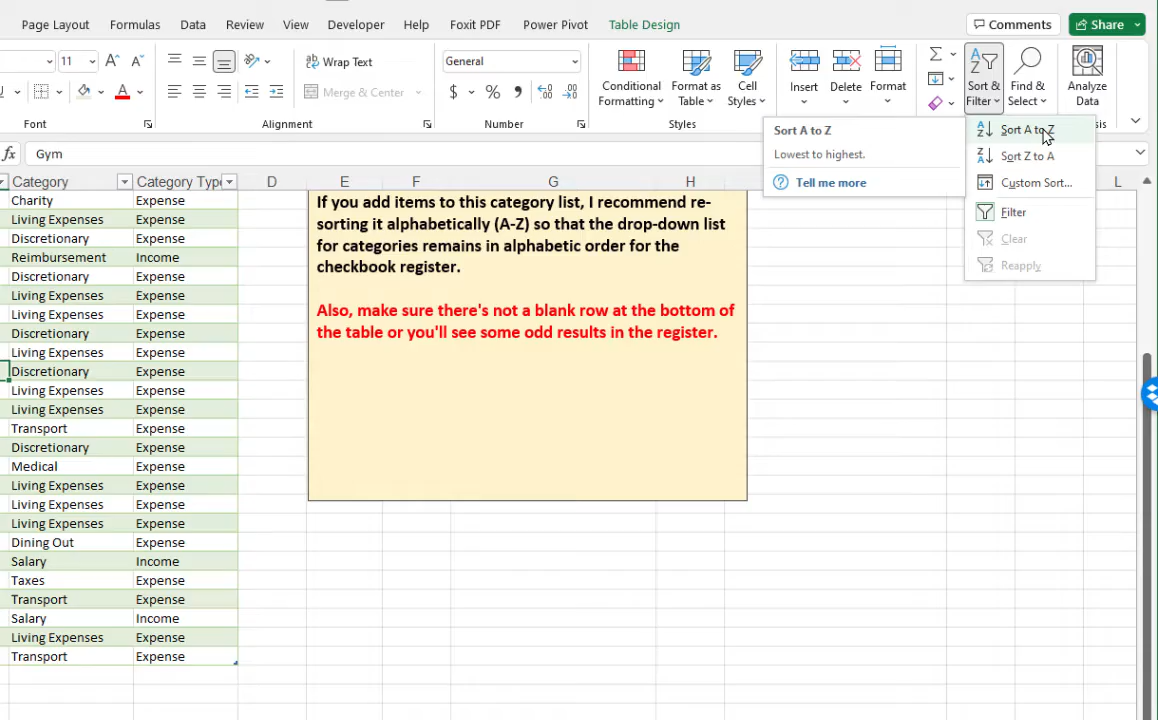 Page Layout Formulas Data Review View Developer Help Foxit PDF Power Pivot Table Design Comments Share
11 A A Wrap Text General Conditional Formatting Format as Table Cell Styles Insert Delete Format Sort & Filter Find & Select Analyze Data
A Merge & Center $ % 9
Font Alignment Number Styles
fx Gym
Sort A to Z
Lowest to highest.
Tell me more
Sort A to Z
Sort Z to A
Custom Sort...
Filter
Clear
Reapply
Category Category Type D E F G H L
Charity Expense
Living Expenses Expense
Discretionary Expense
Reimbursement Income
Discretionary Expense
Living Expenses Expense
Living Expenses Expense
Discretionary Expense
Living Expenses Expense
Discretionary Expense
Living Expenses Expense
Living Expenses Expense
Transport Expense
Discretionary Expense
Medical Expense
Living Expenses Expense
Living Expenses Expense
Living Expenses Expense
Dining Out Expense
Salary Income
Taxes Expense
Transport Expense
Salary Income
Living Expenses Expense
Transport Expense
If you add items to this category list, I recommend re-
sorting it alphabetically (A-Z) so that the drop-down list
for categories remains in alphabetic order for the
checkbook register.
Also, make sure there's not a blank row at the bottom of
the table or you'll see some odd results in the register.